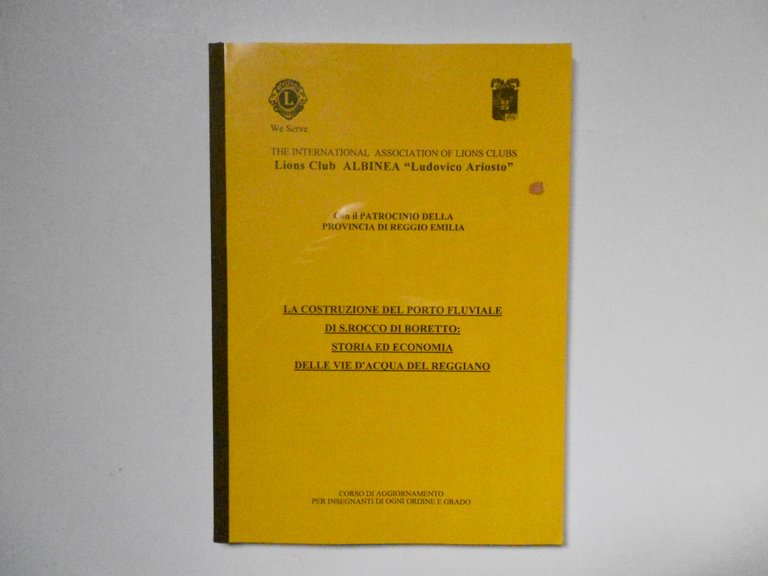 L
We Serve
THE INTERNATIONAL ASSOCIATION OF LIONS CLUBS
Lions Club ALBINEA "Ludovico Ariosto"
Con il PATROCINIO DELLA
PROVINCIA DI REGGIO EMILIA
LA COSTRUZIONE DEL PORTO FLUVIALE
DI S.ROCCO DI BORETTO:
STORIA ED ECONOMIA
DELLE VIE D'ACQUA DEL REGGIANO
CORSO DI AGGIORNAMENTO
PER INSEGNANTI DI OGNI ORDINE E GRADO